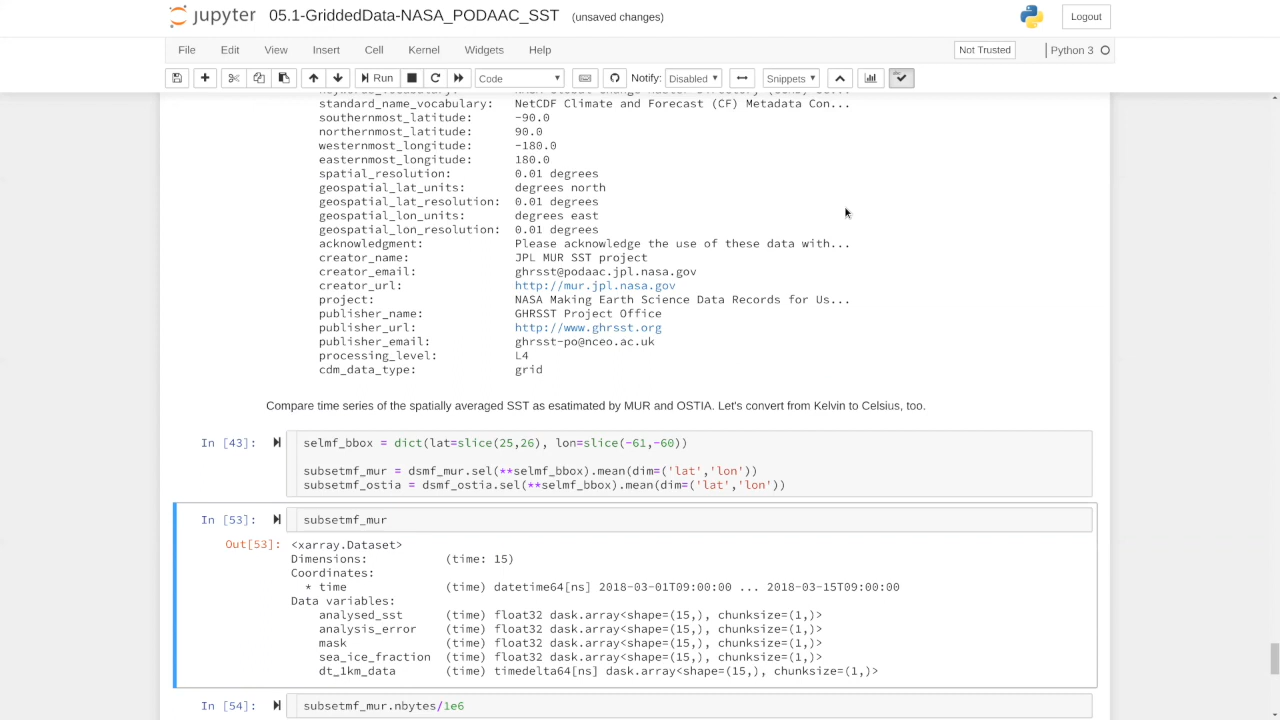 jupyter 05.1-GriddedData-NASA_PODAAC_SST (unsaved changes) Logout
File Edit View Insert Cell Kernel Widgets Help Not Trusted Python 3
Run Code Notify: Disabled Snippets
standard_name_vocabulary: NetCDF Climate and Forecast (CF) Metadata Con...
southernmost_latitude: -90.0
northernmost_latitude: 90.0
westernmost_longitude: -180.0
easternmost_longitude: 180.0
spatial_resolution: 0.01 degrees
geospatial_lat_units: degrees north
geospatial_lat_resolution: 0.01 degrees
geospatial_lon_units: degrees east
geospatial_lon_resolution: 0.01 degrees
acknowledgment: Please acknowledge the use of these data with...
creator_name: JPL MUR SST project
creator_email: ghrsst@podaac.jpl.nasa.gov
creator_url: http://mur.jpl.nasa.gov
project: NASA Making Earth Science Data Records for Us...
publisher_name: GHRSST Project Office
publisher_url: http://www.ghrsst.org
publisher_email: ghrsst-po@nceo.ac.uk
processing_level: L4
cdm_data_type: grid
Compare time series of the spatially averaged SST as esatimated by MUR and OSTIA. Let's convert from Kelvin to Celsius, too.
In [43]: selmf_bbox = dict(lat=slice(25,26), lon=slice(-61,-60))
subsetmf_mur = dsmf_mur.sel(**selmf_bbox).mean(dim=('lat','lon'))
subsetmf_ostia = dsmf_ostia.sel(**selmf_bbox).mean(dim=('lat','lon'))
In [53]: subsetmf_mur
Out[53]: <xarray.Dataset>
Dimensions: (time: 15)
Coordinates:
* time (time) datetime64[ns] 2018-03-01T09:00:00 ... 2018-03-15T09:00:00
Data variables:
analysed_sst (time) float32 dask.array<shape=(15,), chunksize=(1,)>
analysis_error (time) float32 dask.array<shape=(15,), chunksize=(1,)>
mask (time) float32 dask.array<shape=(15,), chunksize=(1,)>
sea_ice_fraction (time) float32 dask.array<shape=(15,), chunksize=(1,)>
dt_1km_data (time) timedelta64[ns] dask.array<shape=(15,), chunksize=(1,)>
In [54]: subsetmf_mur.nbytes/1e6